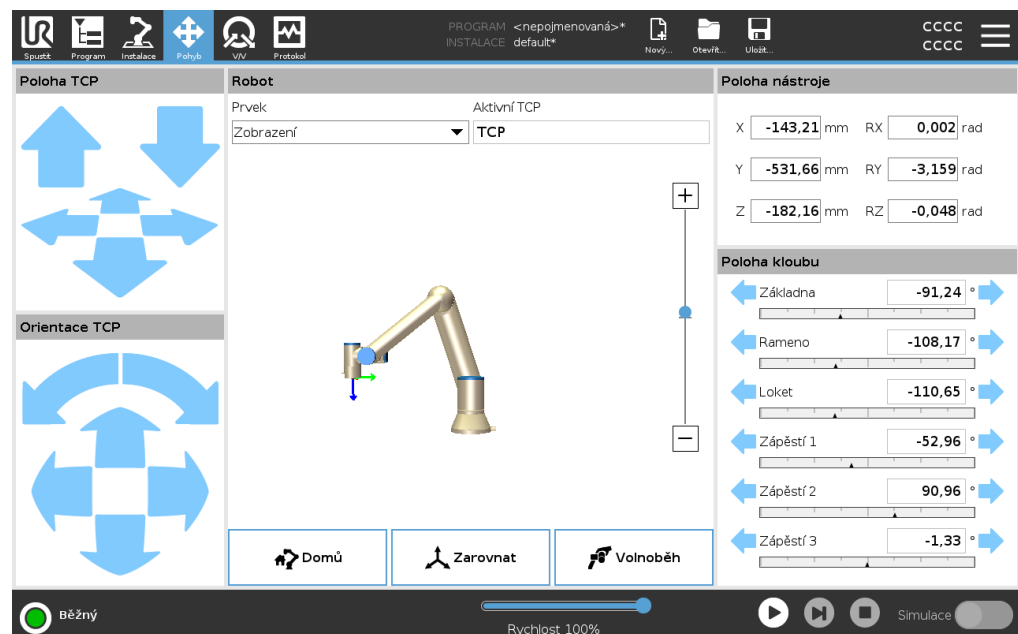 UR
PROGRAM <nepojmenovaná>*
INSTALACE default*
CCCC
CCCC
Spustit Program Instalace Pohyb V/V Protokol Nový... Otevřít... Uložit...
Poloha TCP
Robot
Poloha nástroje
Prvek
Aktivní TCP
Zobrazení
TCP
X -143,21 mm RX 0,002 rad
Y -531,66 mm RY -3,159 rad
Z -182,16 mm RZ -0,048 rad
Poloha kloubu
Základna -91,24 °
Orientace TCP
Rameno -108,17 °
Loket -110,65 °
Zápěstí 1 -52,96 °
Zápěstí 2 90,96 °
Zápěstí 3 -1,33 °
Domů
Zarovnat
Volnoběh
Běžný
Rychlost 100%
Simulace